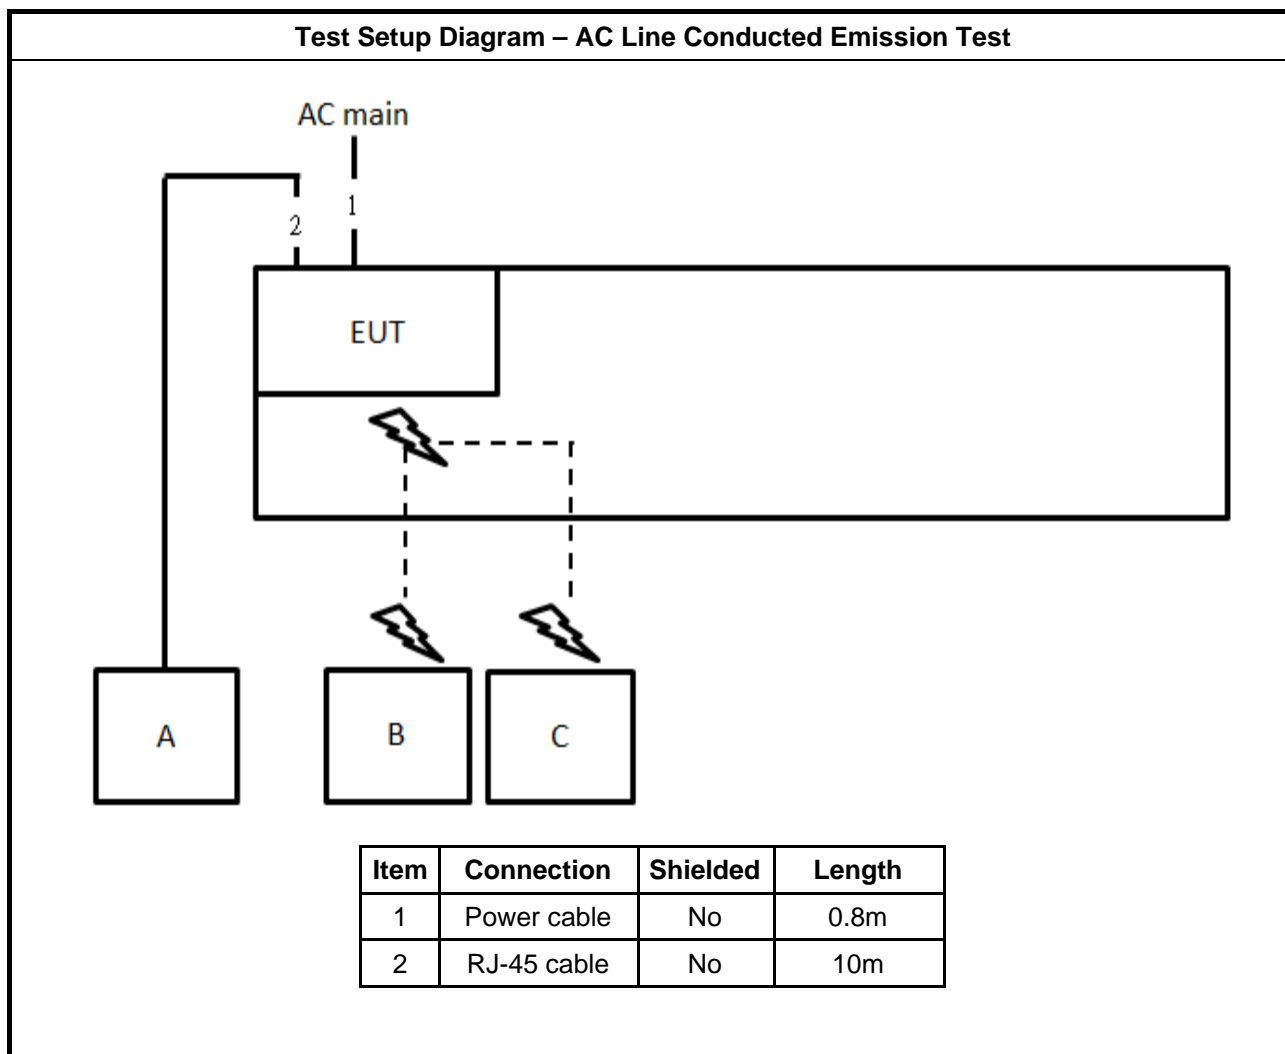 Test Setup Diagram – AC Line Conducted Emission Test
AC main
1
2
EUT
A
B
C
Item Connection Shielded Length
1 Power cable No 0.8m
2 RJ-45 cable No 10m